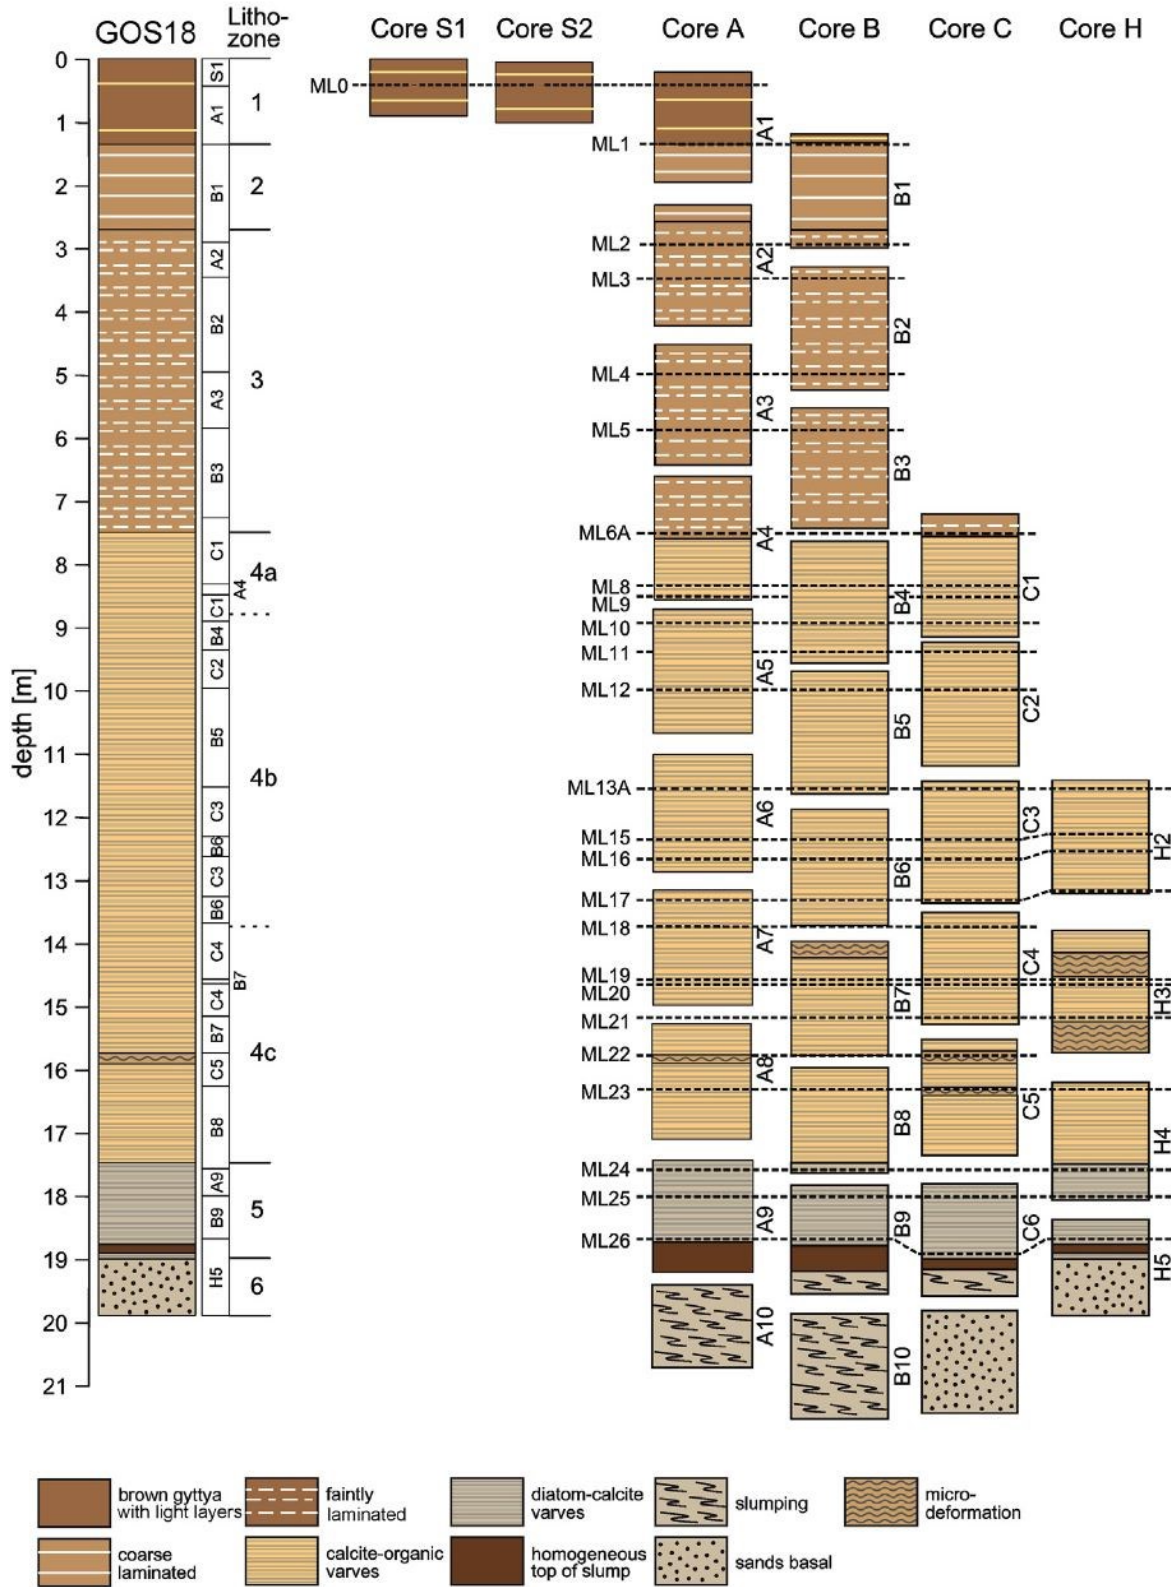 GOS18
Litho-
zone
Core S1
Core S2
Core A
Core B
Core C
Core H
depth [m]
0
1
2
3
4
5
6
7
8
9
10
11
12
13
14
15
16
17
18
19
20
21
S1
A1
B1
A2
B2
A3
B3
C1
A4
C1
B4
C2
B5
C3
B6
C3
B6
C4
B7
C4
B7
C5
B8
A9
B9
H5
1
2
3
4a
4b
4c
5
6
ML0
ML1
ML2
ML3
ML4
ML5
ML6A
ML8
ML9
ML10
ML11
ML12
ML13A
ML15
ML16
ML17
ML18
ML19
ML20
ML21
ML22
ML23
ML24
ML25
ML26
A1
A2
A3
A4
A5
A6
A7
A8
A9
A10
B1
B2
B3
B4
B5
B6
B7
B8
B9
B10
C1
C2
C3
C4
C5
C6
H2
H3
H4
H5
brown gyttya
with light layers
faintly
laminated
diatom-calcite
varves
slumping
micro-
deformation
coarse
laminated
calcite-organic
varves
homogeneous
top of slump
sands basal